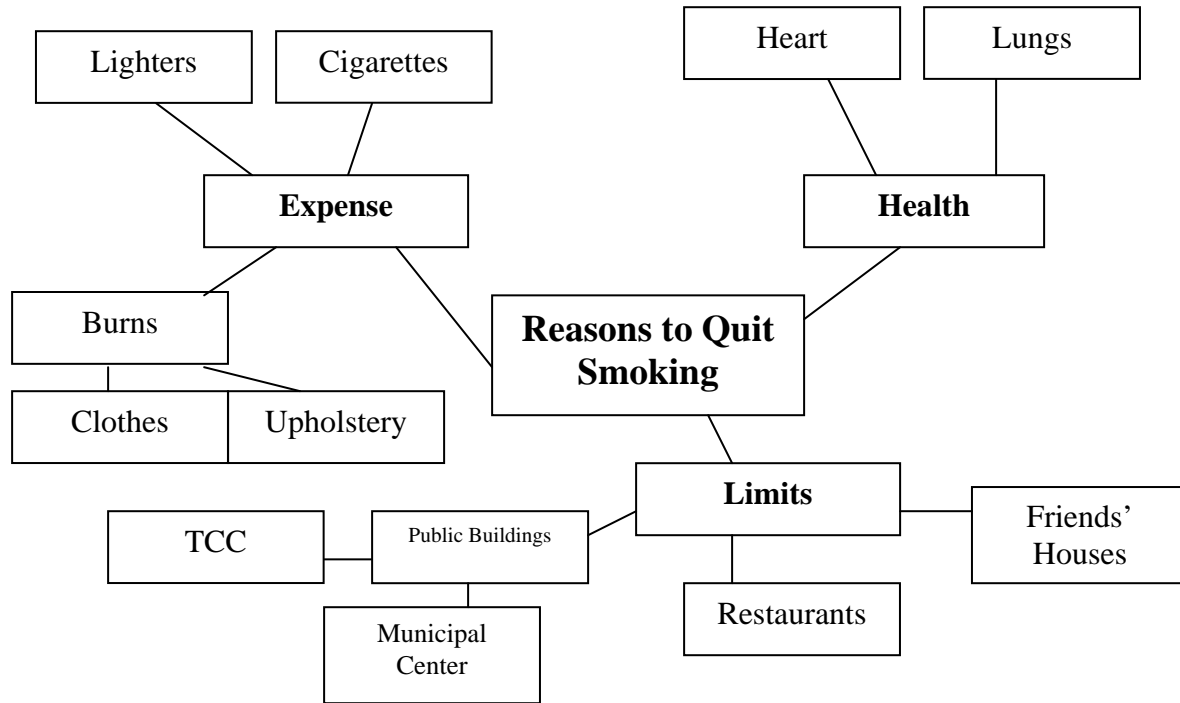 Heart
Lungs
Lighters
Cigarettes
Expense
Health
Burns
Reasons to Quit
Smoking
Clothes
Upholstery
Limits
Friends’
Houses
TCC
Public Buildings
Restaurants
Municipal
Center